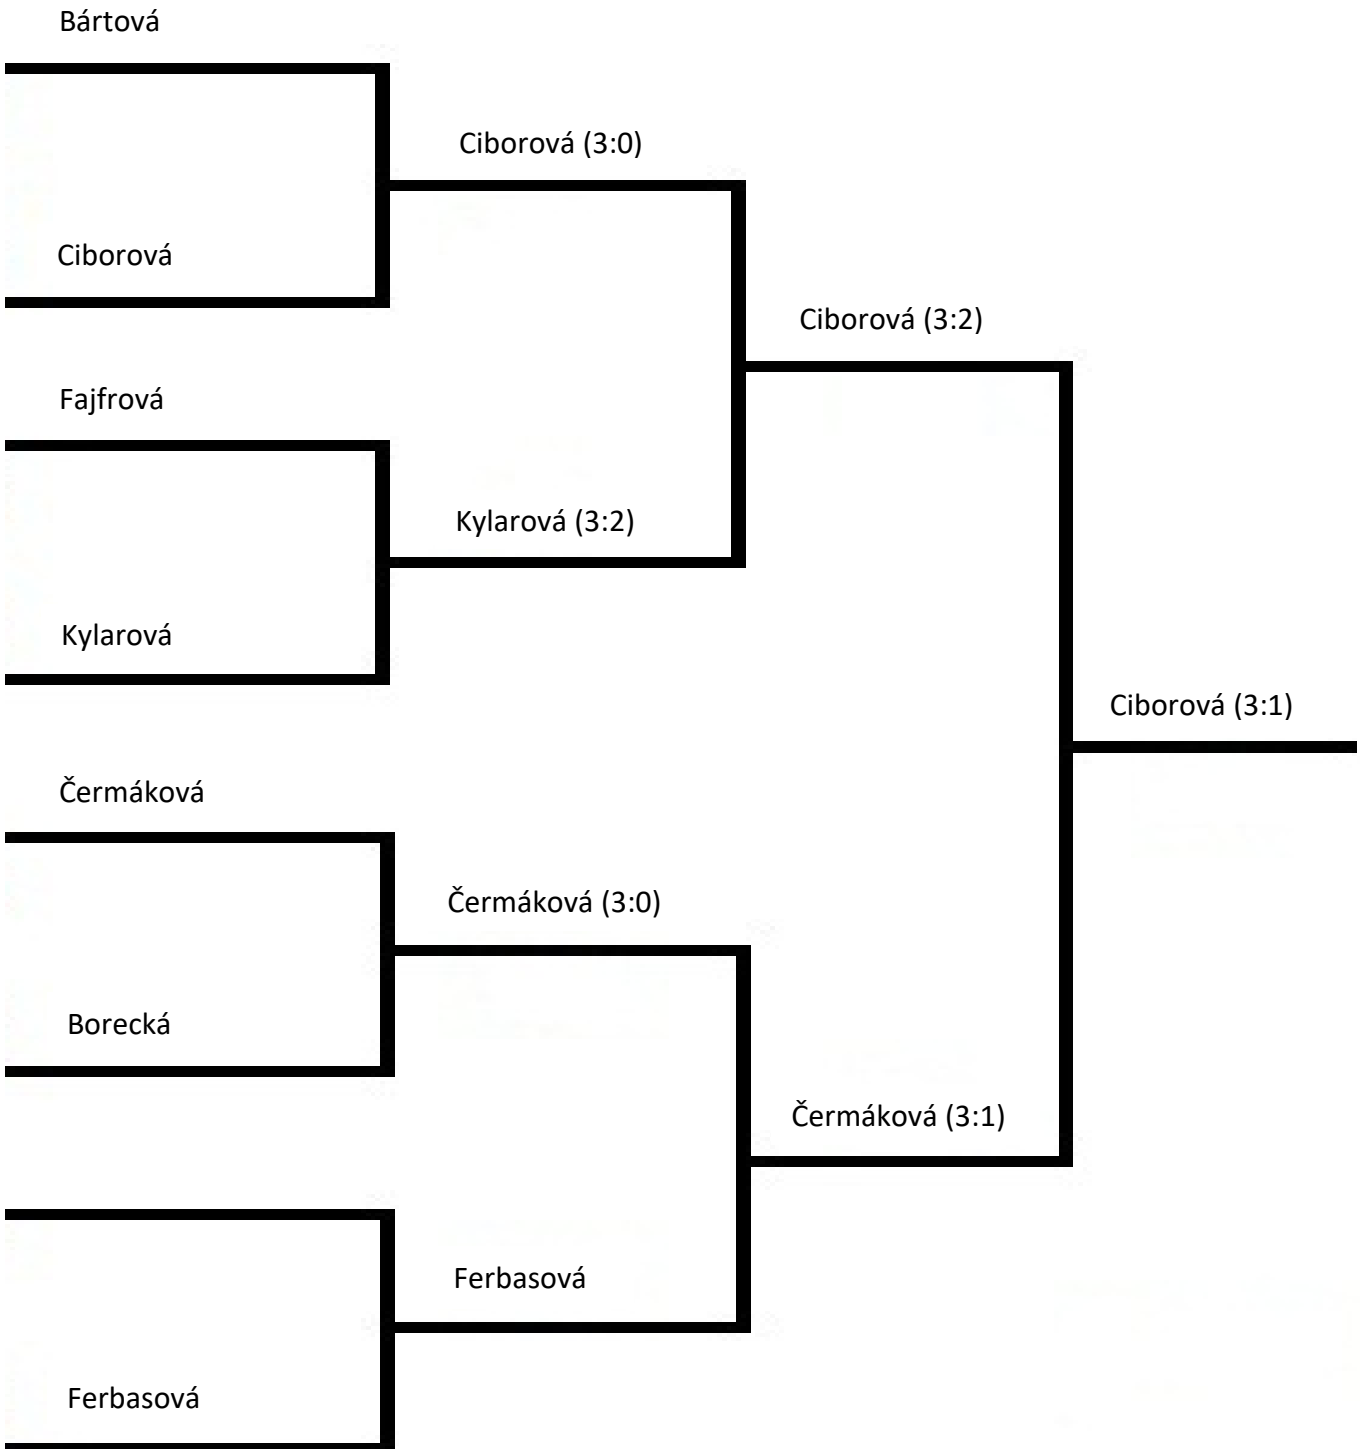 Bártová
Ciborová (3:0)
Ciborová
Ciborová (3:2)
Fajfrová
Kylarová (3:2)
Kylarová
Ciborová (3:1)
Čermáková
Čermáková (3:0)
Borecká
Čermáková (3:1)
Ferbasová
Ferbasová